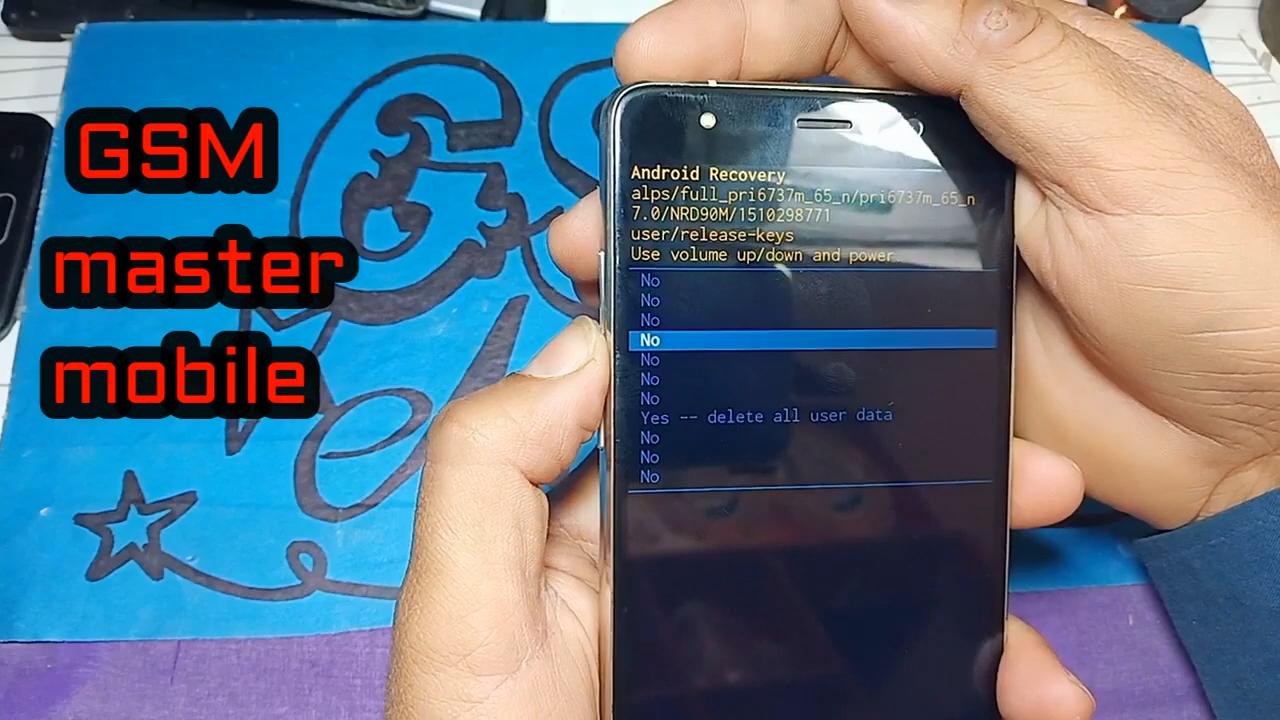 GSM
master
mobile
Android Recovery
alps/full_pri6737m_65_n/pri6737m_65_n
7.0/NRD90M/1510298771
user/release-keys
Use volume up/down and power.
No
No
No
No
No
No
No
Yes -- delete all user data
No
No
No